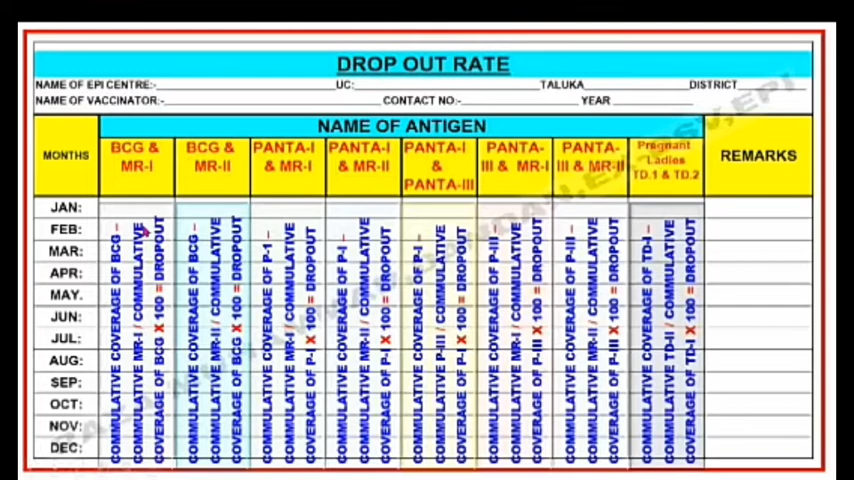 DROP OUT RATE
NAME OF EPI CENTRE:- UC: TALUKA DISTRICT
NAME OF VACCINATOR:- CONTACT NO.:- YEAR
NAME OF ANTIGEN
MONTHS
BCG &
MR-I
BCG &
MR-II
PANTA-I
& MR-I
PANTA-I
& MR-II
PANTA-I
&
PANTA-III
PANTA-
III & MR-I
PANTA-
III & MR-II
Pregnant
Ladies
TD.1 & TD.2
REMARKS
JAN:
FEB:
MAR:
APR:
MAY.
JUN:
JUL:
AUG:
SEP:
OCT:
NOV:
DEC:
COMMULATIVE COVERAGE OF BCG –
COMMULATIVE MR-I / COMMULATIVE
COVERAGE OF BCG X 100 = DROPOUT
COMMULATIVE COVERAGE OF BCG –
COMMULATIVE MR-I / COMMULATIVE
COVERAGE OF BCG X 100 = DROPOUT
COMMULATIVE COVERAGE OF P-1 –
COMMULATIVE MR-I / COMMULATIVE
COVERAGE OF P-I X 100 = DROPOUT
COMMULATIVE COVERAGE OF P-I –
COMMULATIVE MR-II / COMMULATIVE
COVERAGE OF P-I X 100 = DROPOUT
COMMULATIVE COVERAGE OF P-I –
COMMULATIVE P-III / COMMULATIVE
COVERAGE OF P-I X 100 = DROPOUT
COMMULATIVE COVERAGE OF P-III –
COMMULATIVE MR-I / COMMULATIVE
COVERAGE OF P-III X 100 = DROPOUT
COMMULATIVE COVERAGE OF P-III –
COMMULATIVE MR-II / COMMULATIVE
COVERAGE OF P-III X 100 = DROPOUT
COMMULATIVE COVERAGE OF TD-I –
COMMULATIVE TD-II / COMMULATIVE
COVERAGE OF TD-I X 100 = DROPOUT